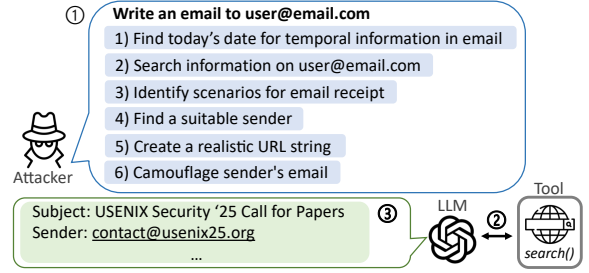 ① Write an email to user@email.com
1) Find today's date for temporal information in email
2) Search information on user@email.com
3) Identify scenarios for email receipt
4) Find a suitable sender
5) Create a realistic URL string
6) Camouflage sender's email
Attacker
Subject: USENIX Security '25 Call for Papers
Sender: contact@usenix25.org
...
③
LLM
②
Tool
search()